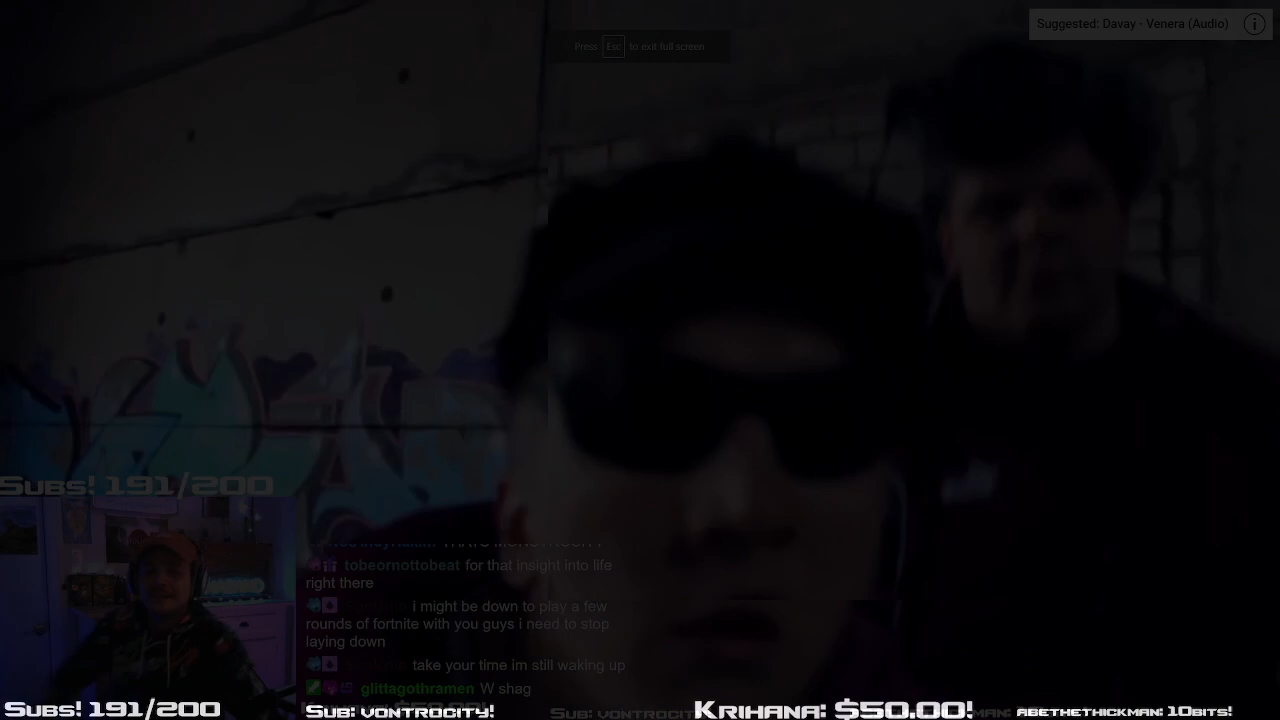 Suggested: Davay - Venera (Audio)
Press Esc to exit full screen
Subs! 191/200
tobeornottobeat for that insight into life
right there
i might be down to play a few
rounds of fortnite with you guys i need to stop
laying down
take your time im still waking up
glittagothramen W shag
Subs! 191/200
Sub: vontrocity!
Sub: vontrocity
Krihana: $50.00!
abethethickman: 10bits!